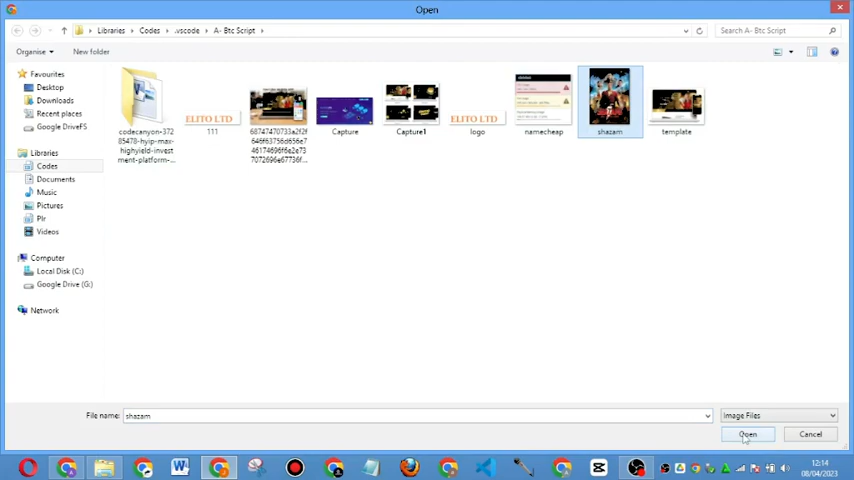 Open
Libraries › Codes › .vscode › A- Btc Script ›
Search A- Btc Script
Organise
New folder
Favourites
Desktop
Downloads
Recent places
Google DriveFS
Libraries
Codes
Documents
Music
Pictures
Plr
Videos
Computer
Local Disk (C:)
Google Drive (G:)
Network
ELITO LTD
ELITO LTD
codecanyon-372
85478-hyip-max-
highyield-invest
ment-platform-...
111
68747470733a2f2f
646f63756d656e7
46174696f6e2e73
7072696e67736f...
Capture
Capture1
logo
namecheap
shazam
template
File name:
shazam
Image Files
Open
Cancel
12:14
08/04/2023